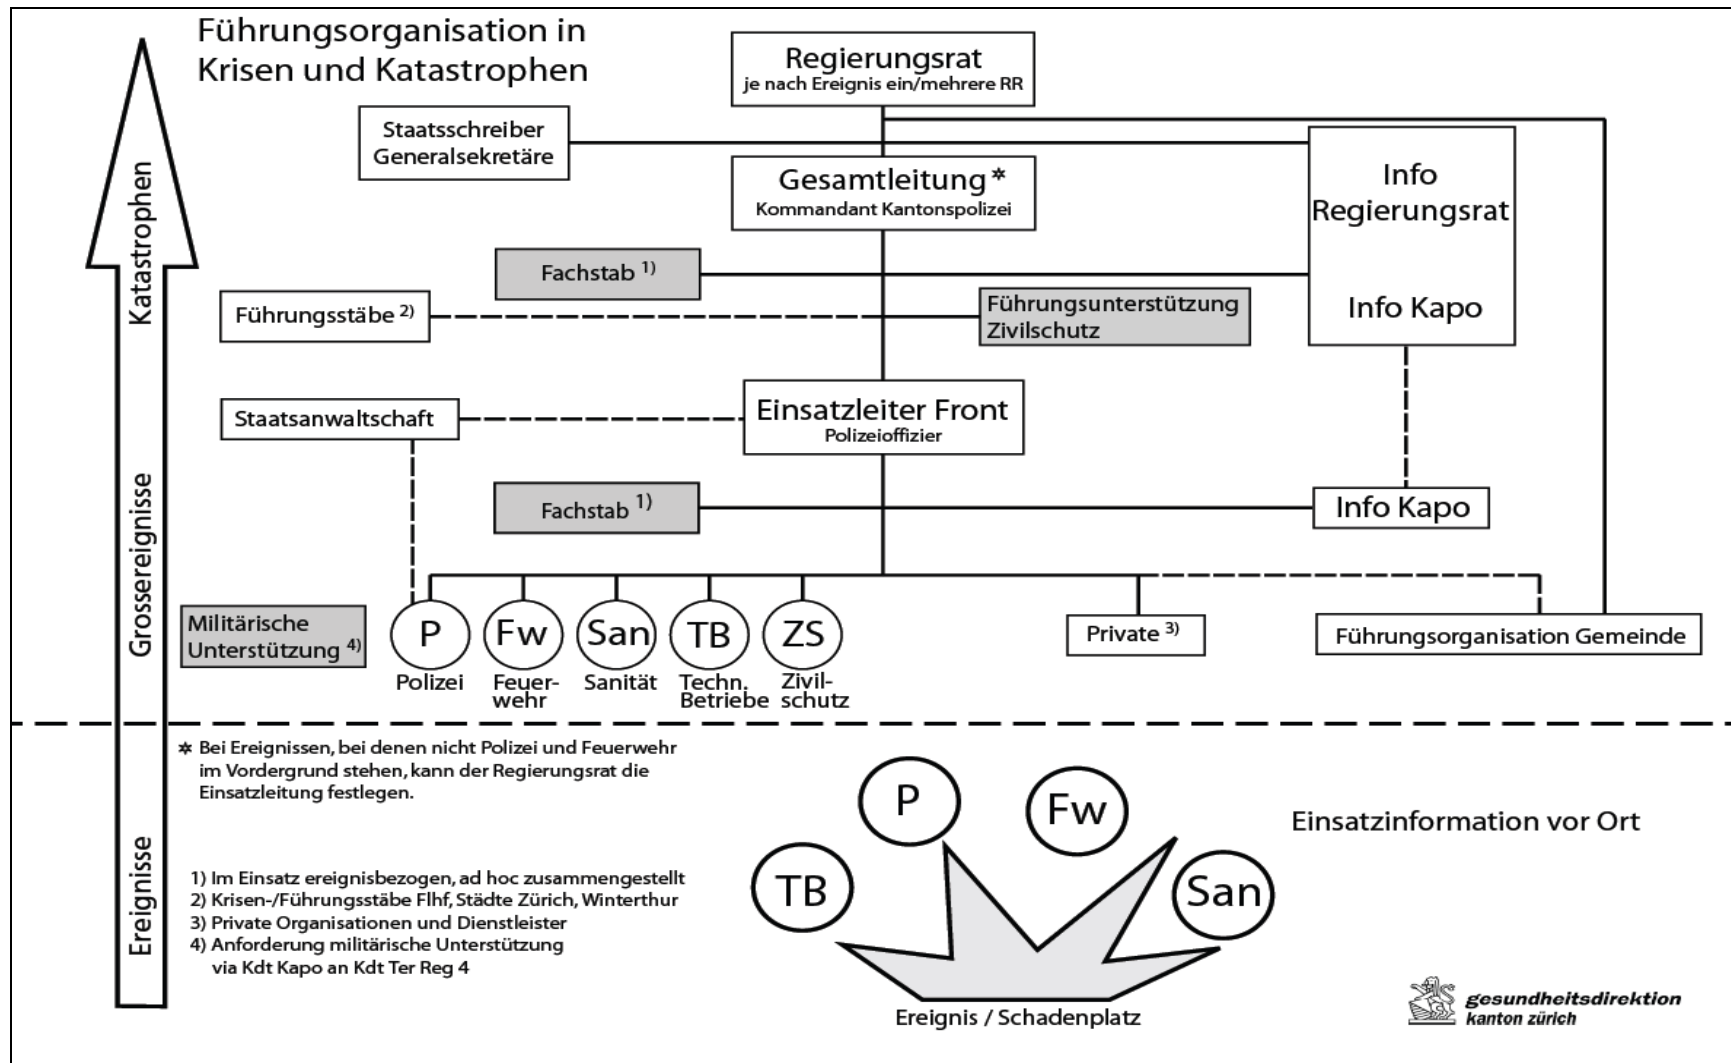 Führungsorganisation in
Krisen und Katastrophen
Regierungsrat
je nach Ereignis ein/mehrere RR
Staatsschreiber
Generalsekretäre
Gesamtleitung *
Kommandant Kantonspolizei
Info
Regierungsrat
Info Kapo
Fachstab 1)
Führungsstäbe 2)
Führungsunterstützung
Zivilschutz
Staatsanwaltschaft
Einsatzleiter Front
Polizeioffizier
Fachstab 1)
Info Kapo
Militärische
Unterstützung 4)
P
Fw
San
TB
ZS
Polizei
Feuer-
wehr
Sanität
Techn.
Betriebe
Zivil-
schutz
Private 3)
Führungsorganisation Gemeinde
Katastrophen
Grossereignisse
Ereignisse
* Bei Ereignissen, bei denen nicht Polizei und Feuerwehr
im Vordergrund stehen, kann der Regierungsrat die
Einsatzleitung festlegen.
1) Im Einsatz ereignisbezogen, ad hoc zusammengestellt
2) Krisen-/Führungsstäbe Flhf, Städte Zürich, Winterthur
3) Private Organisationen und Dienstleister
4) Anforderung militärische Unterstützung
via Kdt Kapo an Kdt Ter Reg 4
TB
P
Fw
San
Einsatzinformation vor Ort
Ereignis / Schadenplatz
gesundheitsdirektion
kanton zürich